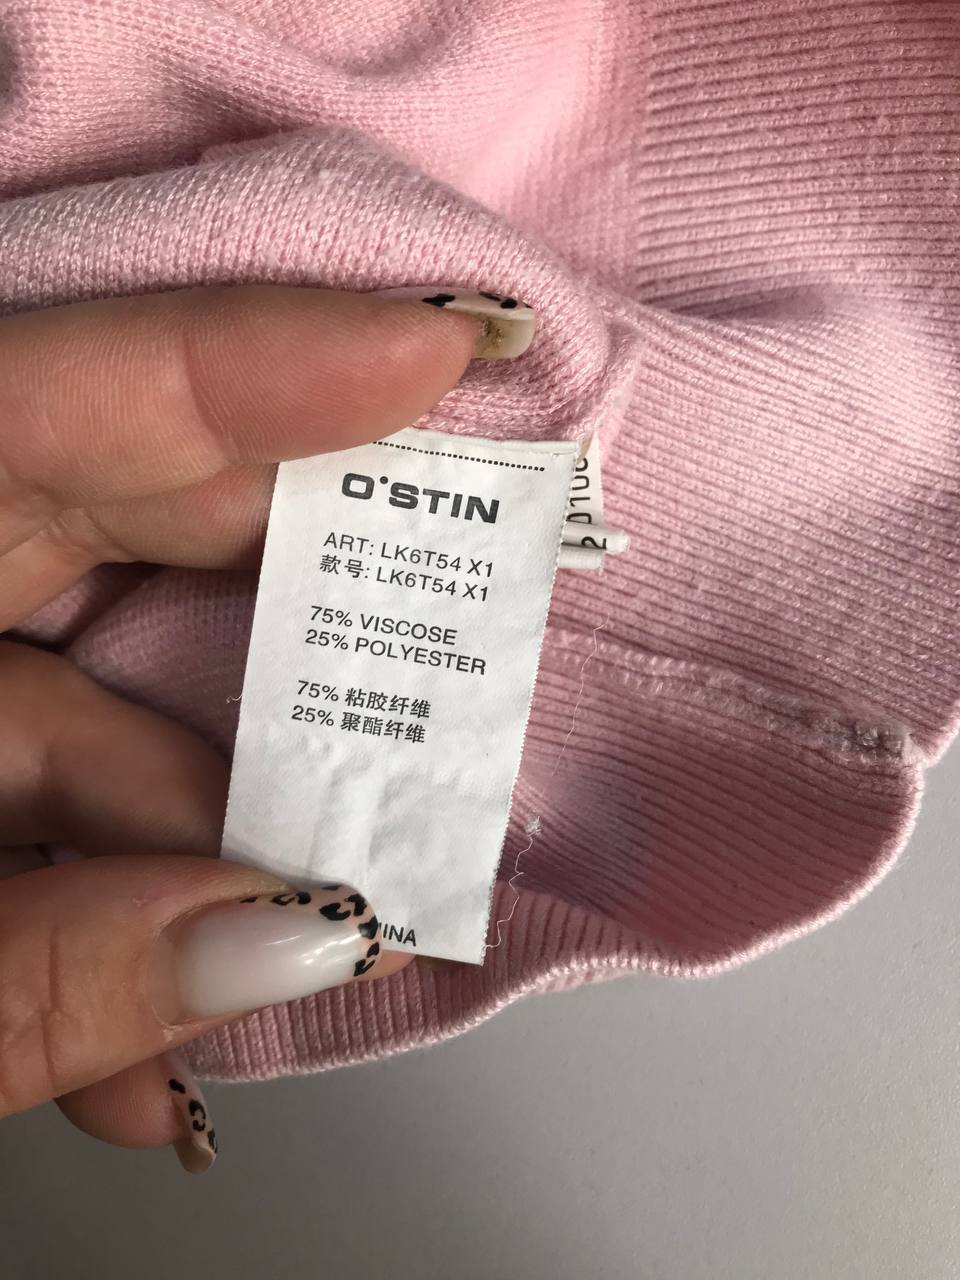 O'STIN
ART: LK6T54 X1
款号: LK6T54 X1
75% VISCOSE
25% POLYESTER
75% 粘胶纤维
25% 聚酯纤维